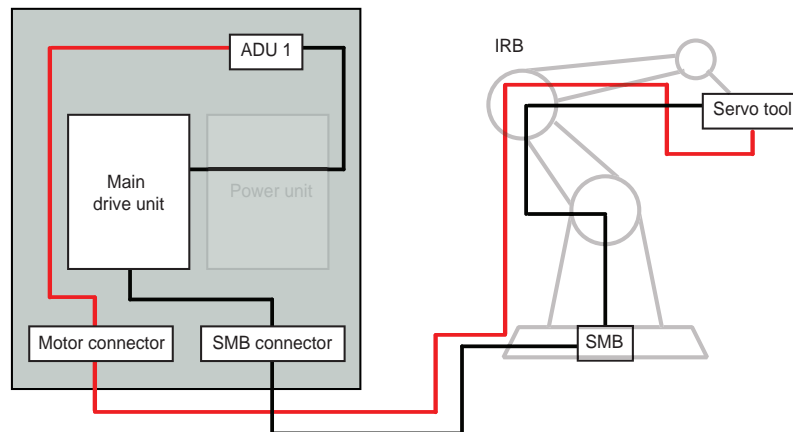 ADU 1
IRB
Servo tool
Main
drive unit
Power unit
Motor connector
SMB connector
SMB